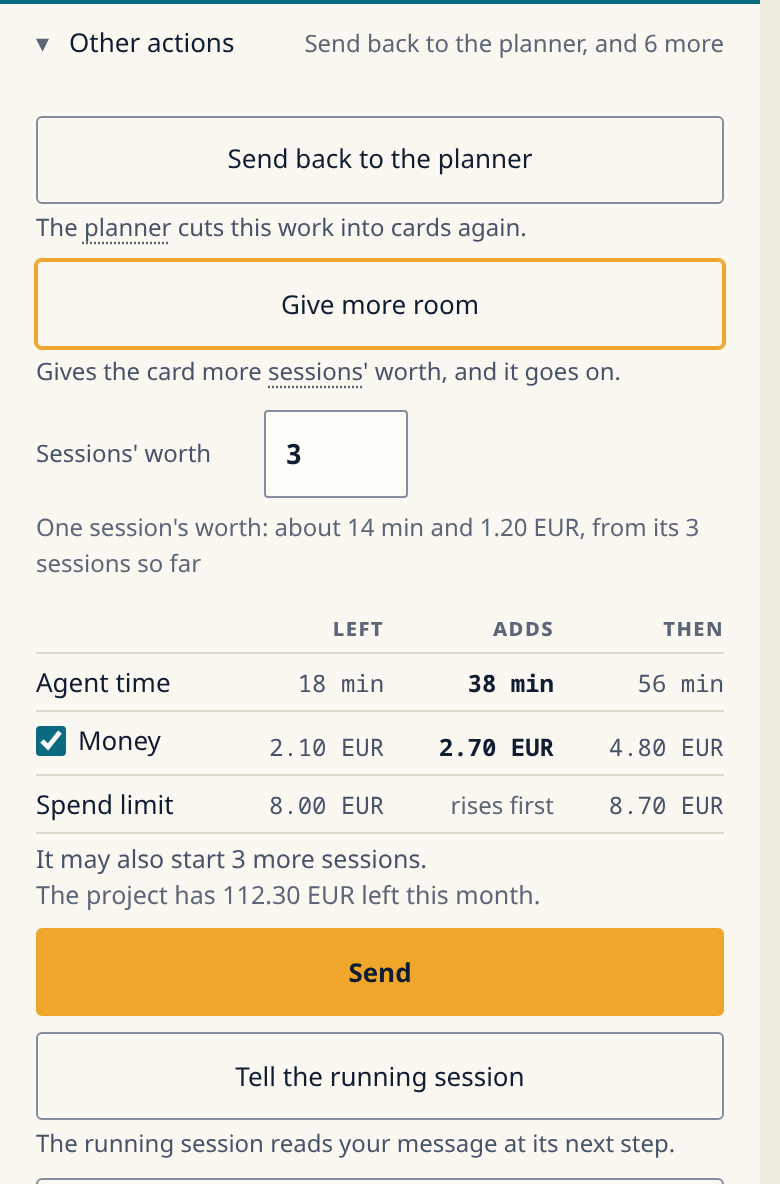 ▼ Other actions Send back to the planner, and 6 more
Send back to the planner
The planner cuts this work into cards again.
Give more room
Gives the card more sessions' worth, and it goes on.
Sessions' worth 3
One session's worth: about 14 min and 1.20 EUR, from its 3
sessions so far
LEFT ADDS THEN
Agent time 18 min 38 min 56 min
Money 2.10 EUR 2.70 EUR 4.80 EUR
Spend limit 8.00 EUR rises first 8.70 EUR
It may also start 3 more sessions.
The project has 112.30 EUR left this month.
Send
Tell the running session
The running session reads your message at its next step.